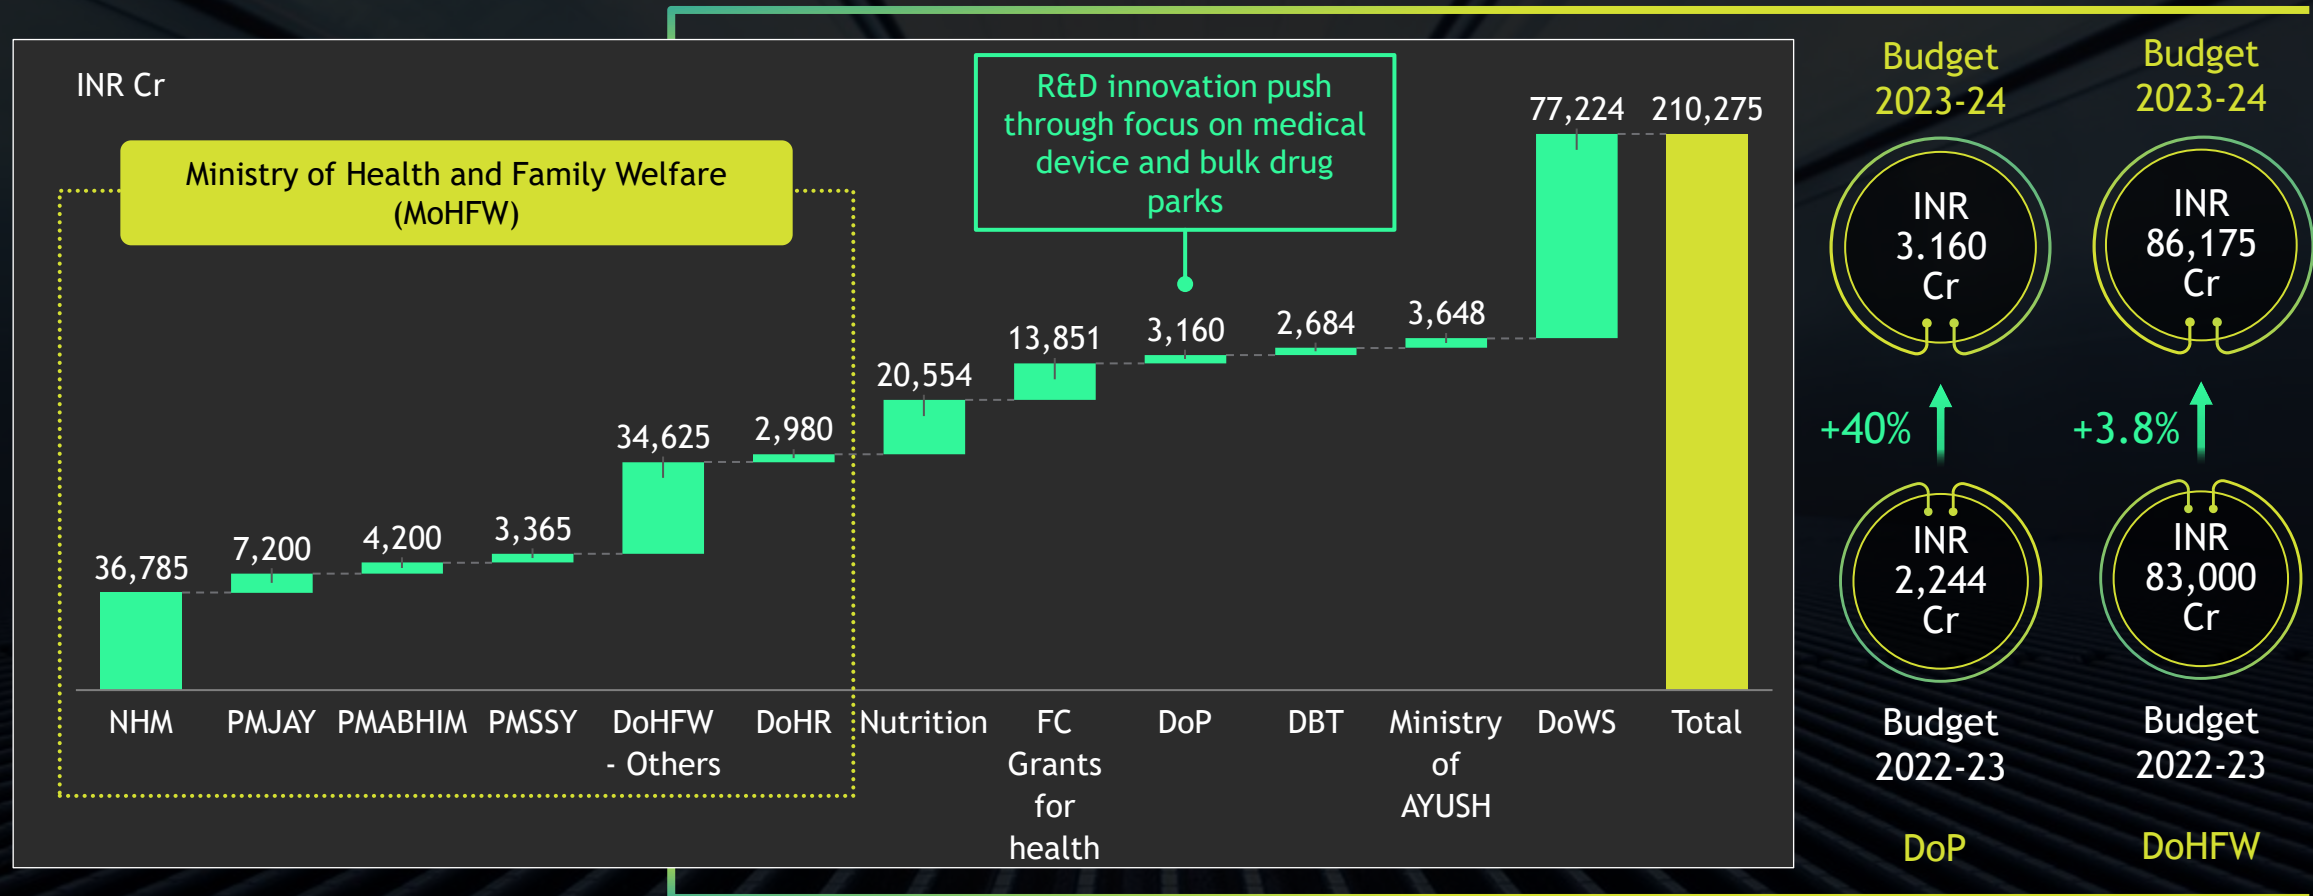 INR Cr
Ministry of Health and Family Welfare
(MoHFW)
R&D innovation push
through focus on medical
device and bulk drug
parks
36,785
7,200
4,200
3,365
34,625
2,980
20,554
13,851
3,160
2,684
3,648
77,224
210,275
NHM
PMJAY
PMABHIM
PMSSY
DoHFW
- Others
DoHR
Nutrition
FC
Grants
for
health
DoP
DBT
Ministry
of
AYUSH
DoWS
Total
Budget
2023-24
INR
3.160
Cr
+40%
INR
2,244
Cr
Budget
2022-23
DoP
Budget
2023-24
INR
86,175
Cr
+3.8%
INR
83,000
Cr
Budget
2022-23
DoHFW